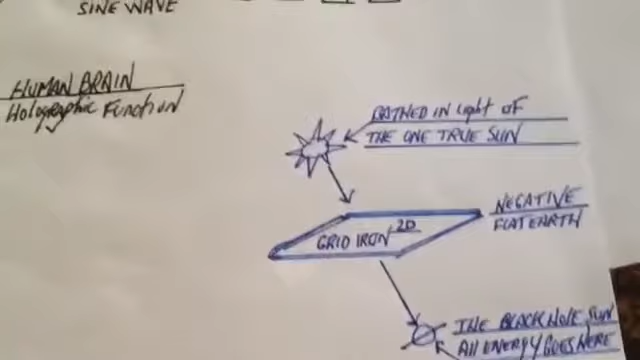 SINE WAVE
HUMAN BRAIN
Holographic Function
BATHED IN Light OF
THE ONE TRUE SUN
NEGATIVE
FLAT EARTH
GRID IRON 2D
THE BLACK HOLE SUN
ALL ENERGY GOES HERE